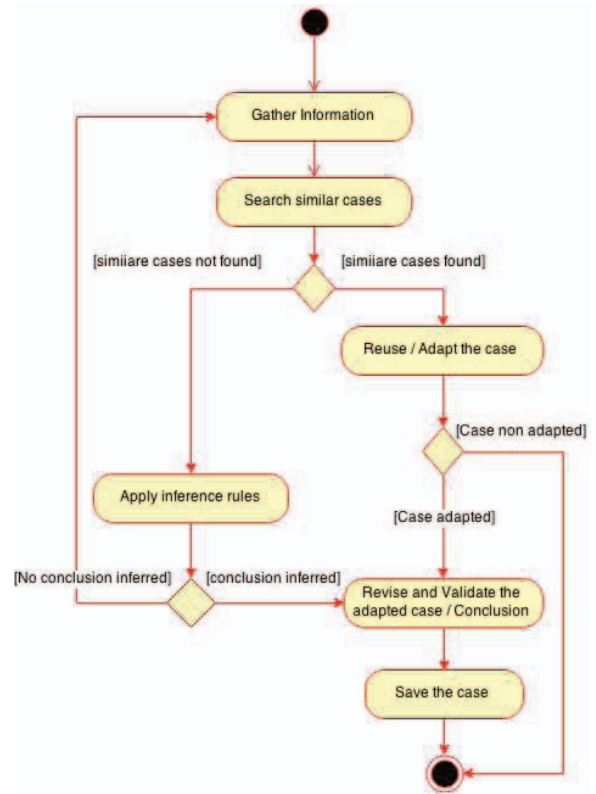 Gather Information
Search similar cases
[simiiare cases not found]
[simiiare cases found]
Reuse / Adapt the case
[Case non adapted]
Apply inference rules
[Case adapted]
[No conclusion inferred]
[conclusion inferred]
Revise and Validate the
adapted case / Conclusion
Save the case